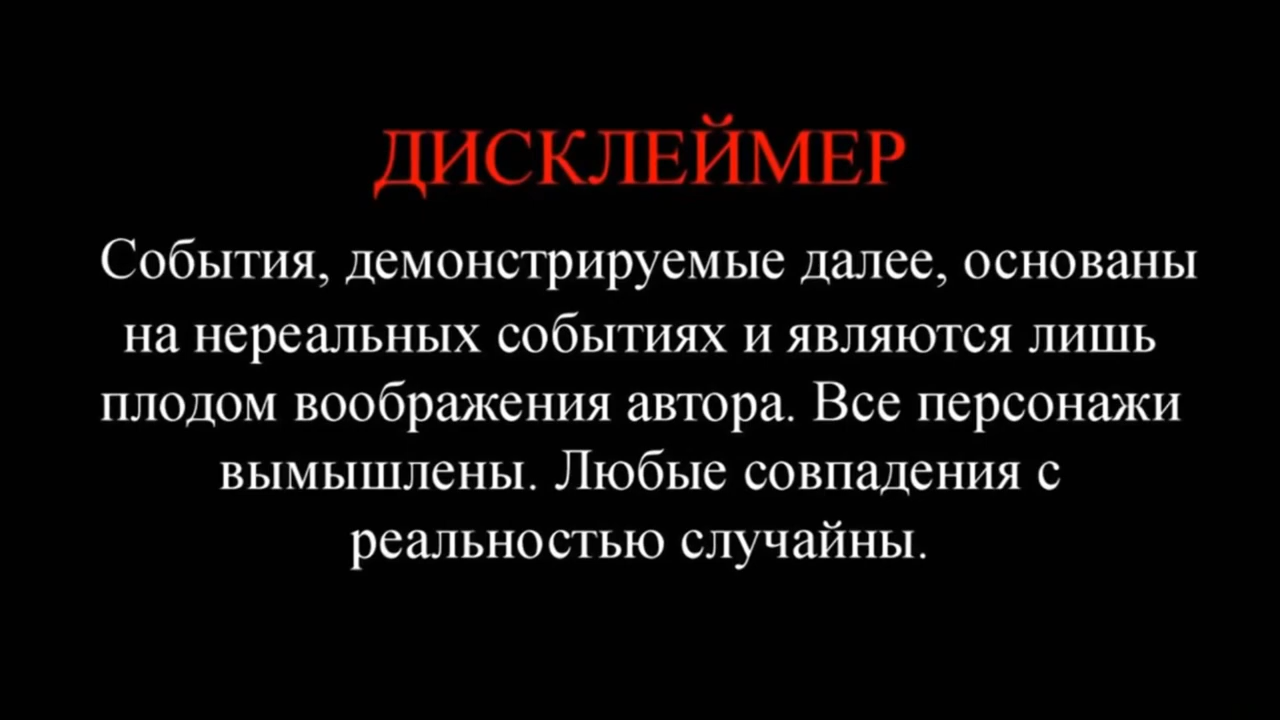 ДИСКЛЕЙМЕР
События, демонстрируемые далее, основаны
на нереальных событиях и являются лишь
плодом воображения автора. Все персонажи
вымышлены. Любые совпадения с
реальностью случайны.